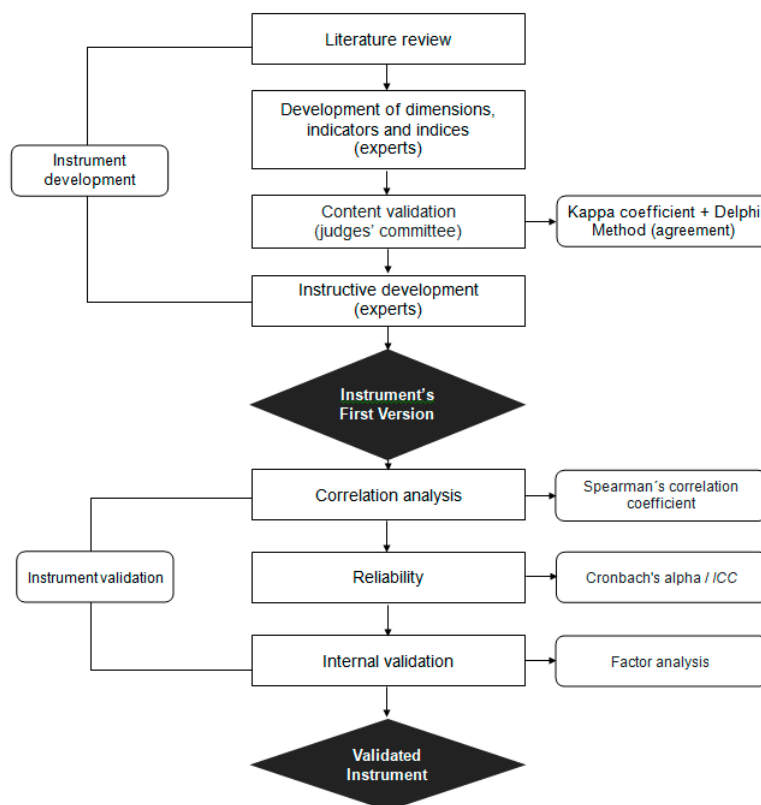 Literature review
Development of dimensions,
indicators and indices
(experts)
Instrument
development
Content validation
(judges' committee)
Kappa coefficient + Delphi
Method (agreement)
Instructive development
(experts)
Instrument's
First Version
Correlation analysis
Spearman´s correlation
coefficient
Instrument validation
Reliability
Cronbach's alpha / ICC
Internal validation
Factor analysis
Validated
Instrument